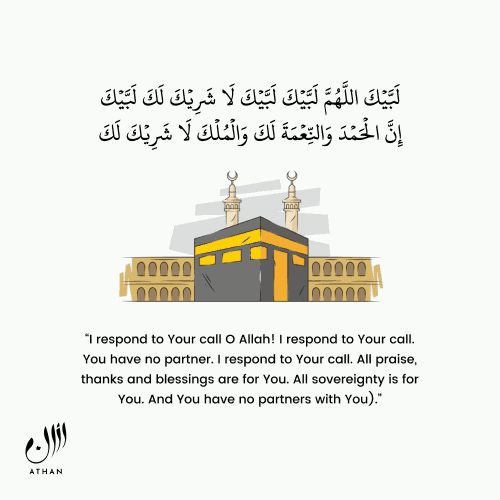 لَبَّيْكَ اللَّهُمَّ لَبَّيْكَ لَبَّيْكَ لَا شَرِيْكَ لَكَ لَبَّيْكَ
إِنَّ الْحَمْدَ وَالنِّعْمَةَ لَكَ وَالْمُلْكَ لَا شَرِيْكَ لَكَ
"I respond to Your call O Allah! I respond to Your call.
You have no partner. I respond to Your call. All praise,
thanks and blessings are for You. All sovereignty is for
You. And You have no partners with You)."
ATHAN